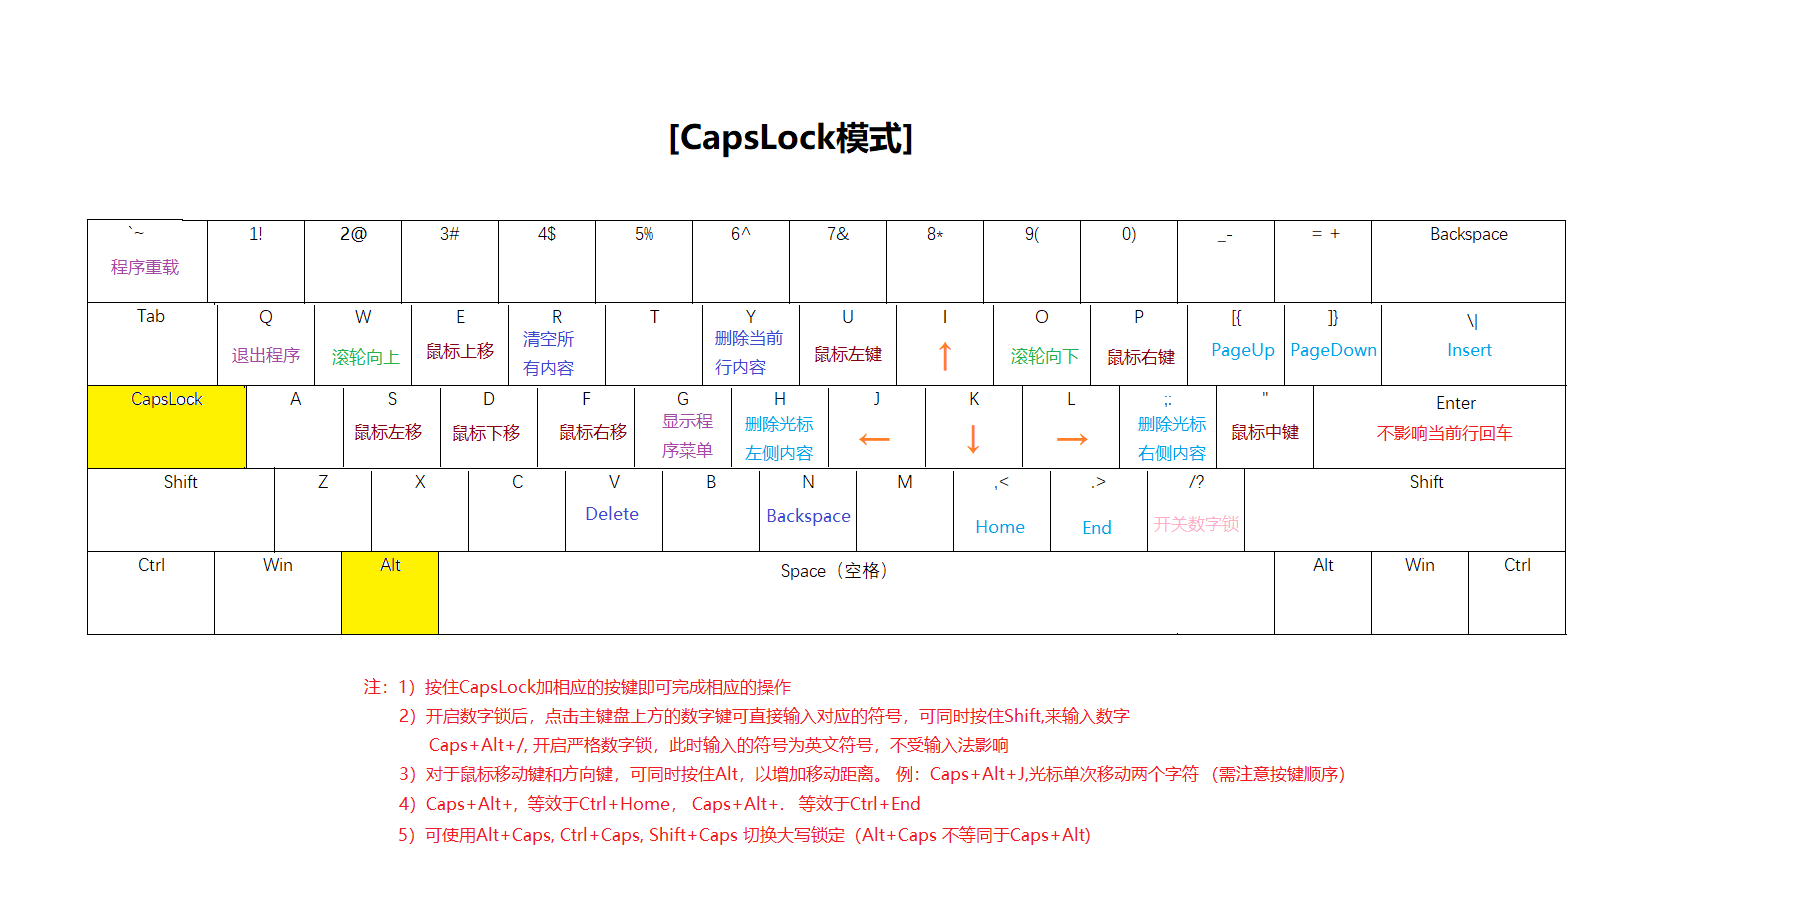 [CapsLock模式]
`~ 1! 2@ 3# 4$ 5% 6^ 7& 8* 9( 0) _- = + Backspace
程序重载
Tab Q W E R T Y U I O P [{ ]} \|
退出程序 滚轮向上 鼠标上移 清空所 删除当前 鼠标左键 ↑ 滚轮向下 鼠标右键 PageUp PageDown Insert
有内容 行内容
CapsLock A S D F G H J K L ;: " Enter
鼠标左移 鼠标下移 鼠标右移 显示程 删除光标 ← ↓ → 删除光标 鼠标中键 不影响当前行回车
序菜单 左侧内容 右侧内容
Shift Z X C V B N M ,< .> /? Shift
Delete Backspace Home End 开关数字锁
Ctrl Win Alt Space（空格） Alt Win Ctrl
注：1）按住CapsLock加相应的按键即可完成相应的操作
2）开启数字锁后，点击主键盘上方的数字键可直接输入对应的符号，可同时按住Shift,来输入数字
Caps+Alt+/, 开启严格数字锁，此时输入的符号为英文符号，不受输入法影响
3）对于鼠标移动键和方向键，可同时按住Alt，以增加移动距离。 例：Caps+Alt+J,光标单次移动两个字符（需注意按键顺序）
4）Caps+Alt+, 等效于Ctrl+Home， Caps+Alt+. 等效于Ctrl+End
5）可使用Alt+Caps, Ctrl+Caps, Shift+Caps 切换大写锁定（Alt+Caps 不等同于Caps+Alt)